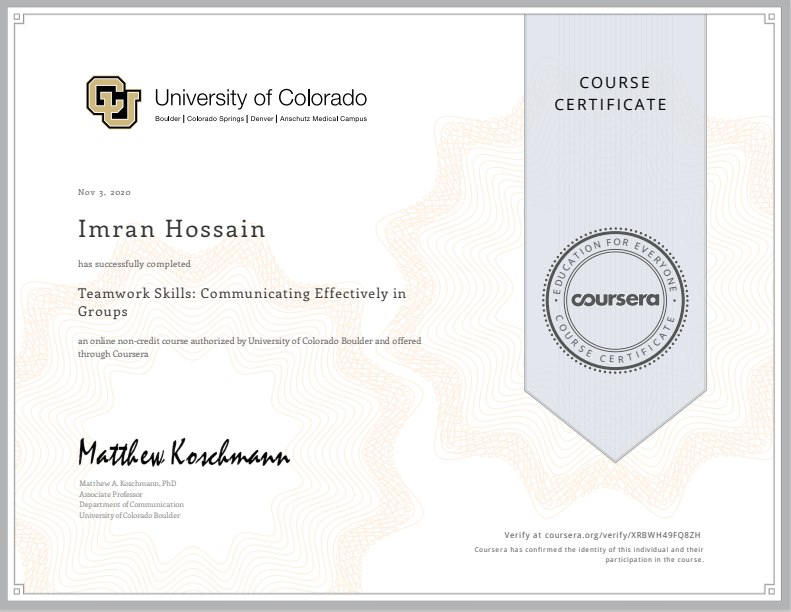 University of Colorado
Boulder | Colorado Springs | Denver | Anschutz Medical Campus
COURSE
CERTIFICATE
Nov 3, 2020
Imran Hossain
has successfully completed
Teamwork Skills: Communicating Effectively in
Groups
an online non-credit course authorized by University of Colorado Boulder and offered
through Coursera
EDUCATION FOR EVERYONE
coursera
COURSE CERTIFICATE
Matthew Koschmann
Matthew A. Koschmann, PhD
Associate Professor
Department of Communication
University of Colorado Boulder
Verify at coursera.org/verify/XRBWH49FQ8ZH
Coursera has confirmed the identity of this individual and their
participation in the course.